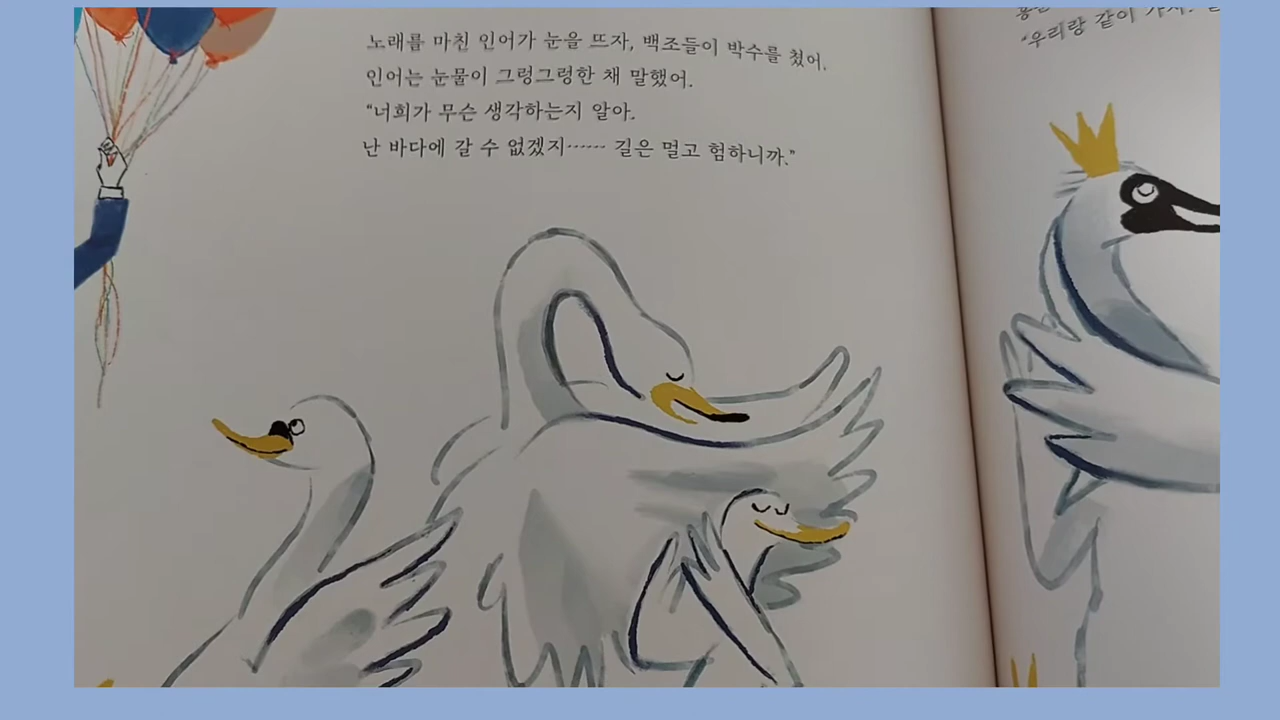 노래를 마친 인어가 눈을 뜨자, 백조들이 박수를 쳤어.
인어는 눈물이 그렁그렁한 채 말했어.
“너희가 무슨 생각하는지 알아.
난 바다에 갈 수 없겠지…… 길은 멀고 험하니까.”
“우리랑 같이